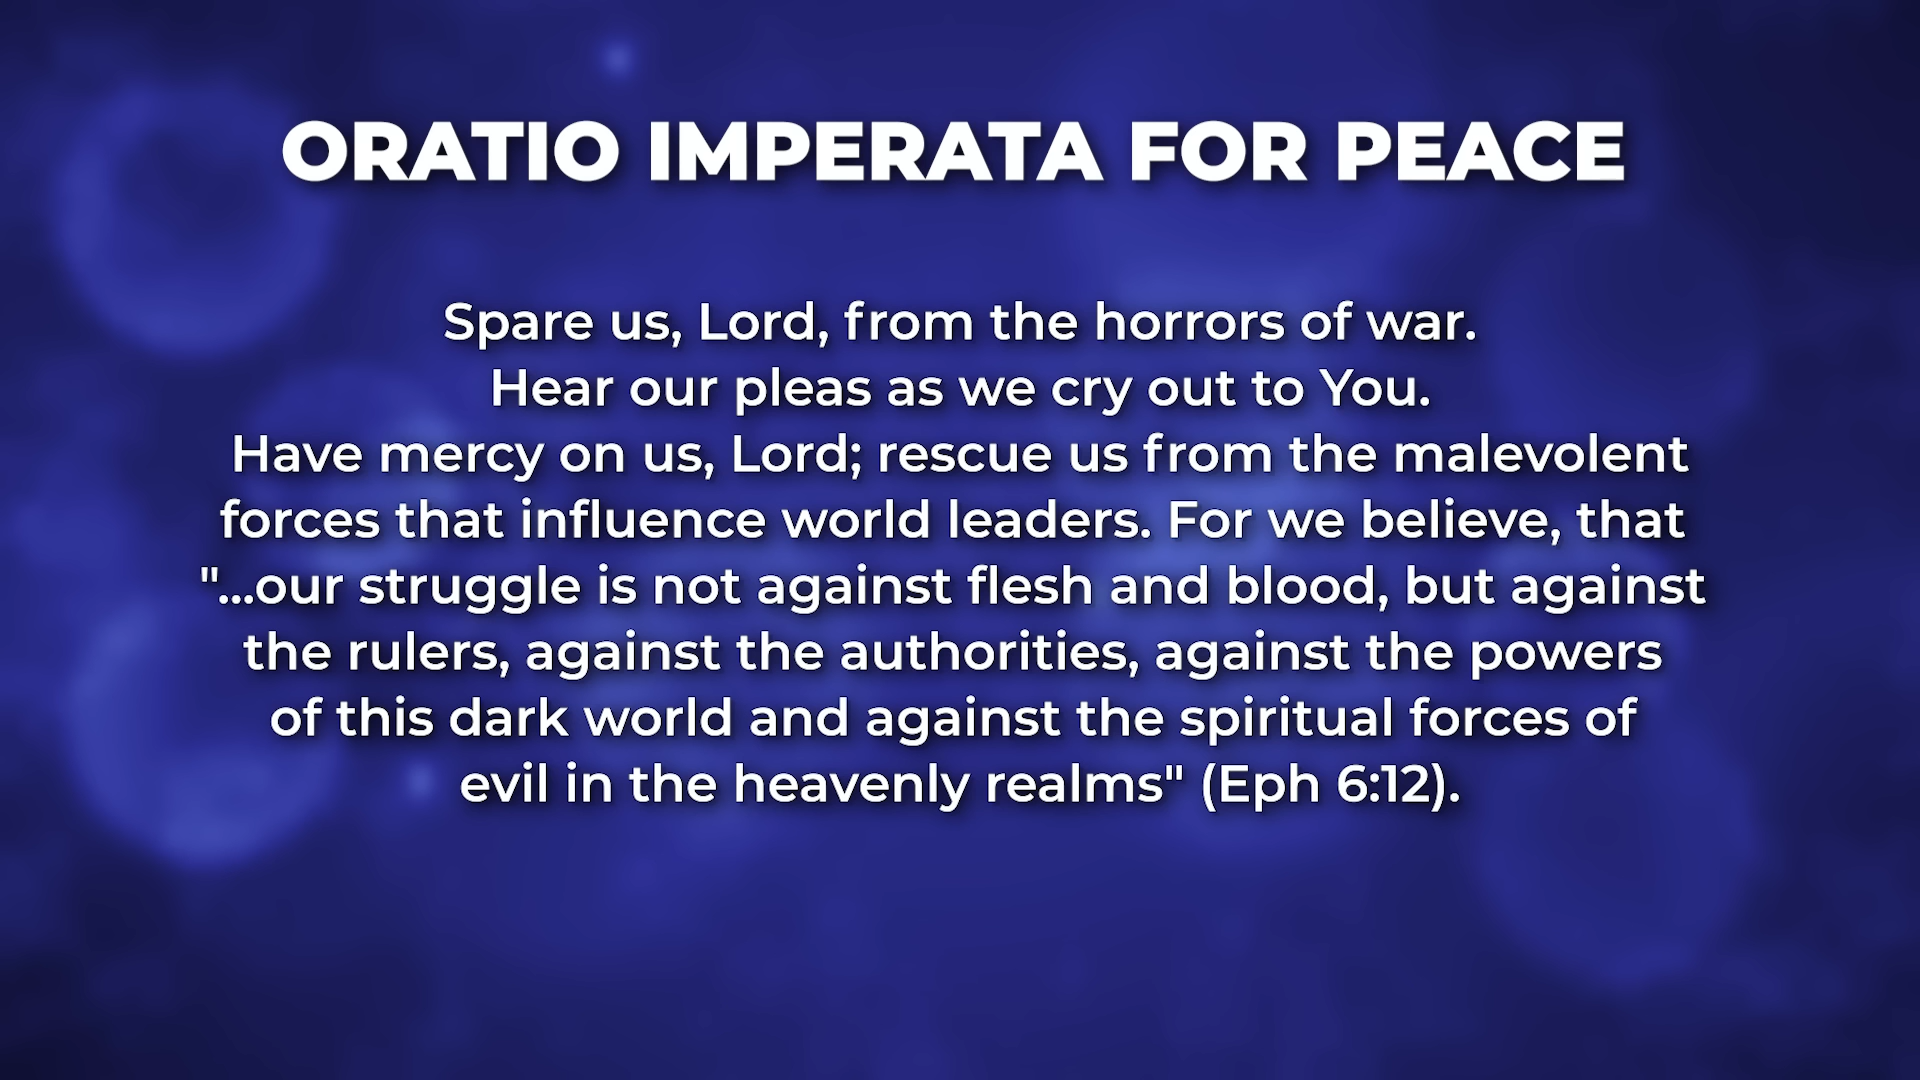 ORATIO IMPERATA FOR PEACE
Spare us, Lord, from the horrors of war.
Hear our pleas as we cry out to You.
Have mercy on us, Lord; rescue us from the malevolent
forces that influence world leaders. For we believe, that
"...our struggle is not against flesh and blood, but against
the rulers, against the authorities, against the powers
of this dark world and against the spiritual forces of
evil in the heavenly realms" (Eph 6:12).